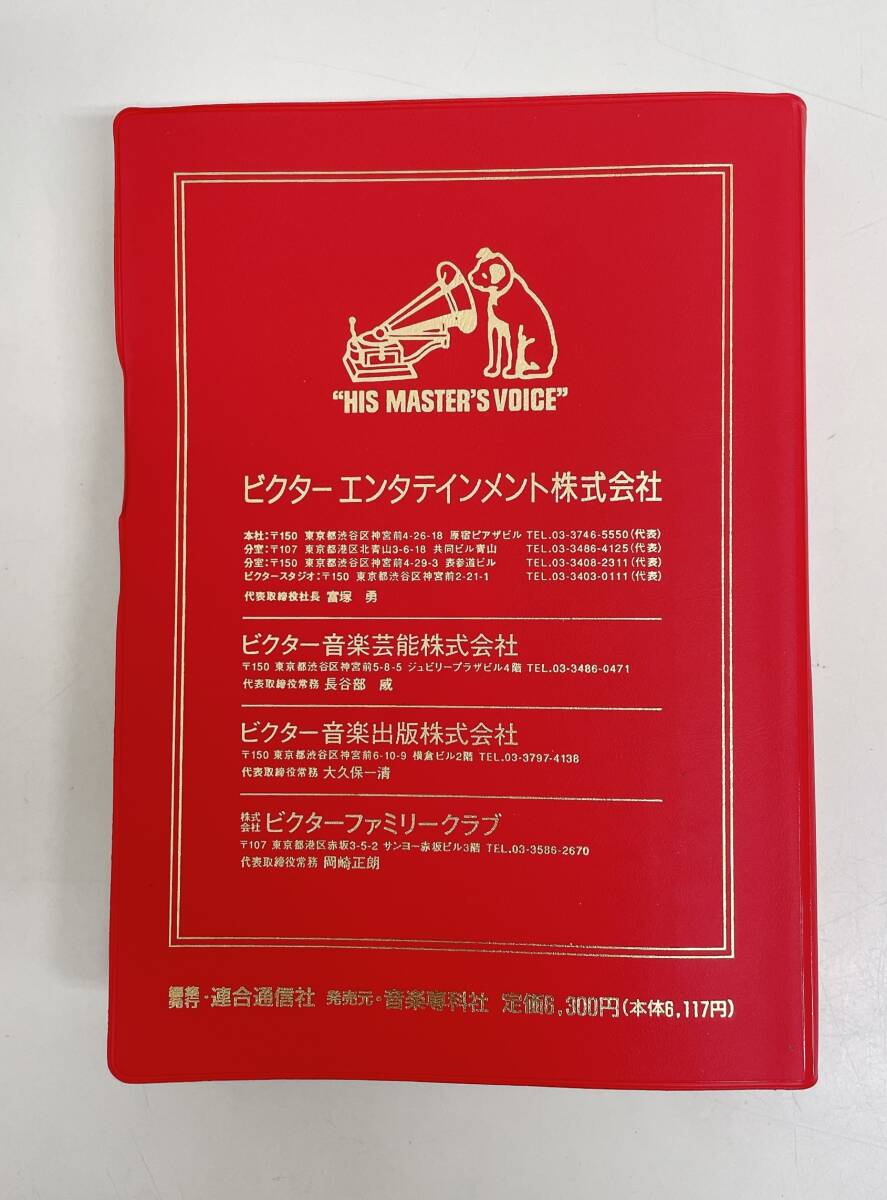 “HIS MASTER'S VOICE”
ビクター エンタテインメント株式会社
本社:〒150 東京都渋谷区神宮前4-26-18 原宿ピアザビル TEL.03-3746-5550(代表)
分室:〒107 東京都港区北青山3-6-18 共同ビル青山 TEL.03-3486-4125(代表)
分室:〒150 東京都渋谷区神宮前4-29-3 表参道ビル TEL.03-3408-2311(代表)
ビクタースタジオ:〒150 東京都渋谷区神宮前2-21-1 TEL.03-3403-0111(代表)
代表取締役社長 富塚 勇
ビクター音楽芸能株式会社
〒150 東京都渋谷区神宮前5-8-5 ジュビリープラザビル4階 TEL.03-3486-0471
代表取締役常務 長谷部 威
ビクター音楽出版株式会社
〒150 東京都渋谷区神宮前6-10-9 横倉ビル2階 TEL.03-3797-4138
代表取締役常務 大久保一清
株式会社 ビクターファミリークラブ
〒107 東京都港区赤坂3-5-2 サンヨー赤坂ビル3階 TEL.03-3586-2670
代表取締役常務 岡崎正朗
編集発行・連合通信社 発売元・音楽専科社 定価6,300円(本体6,117円)